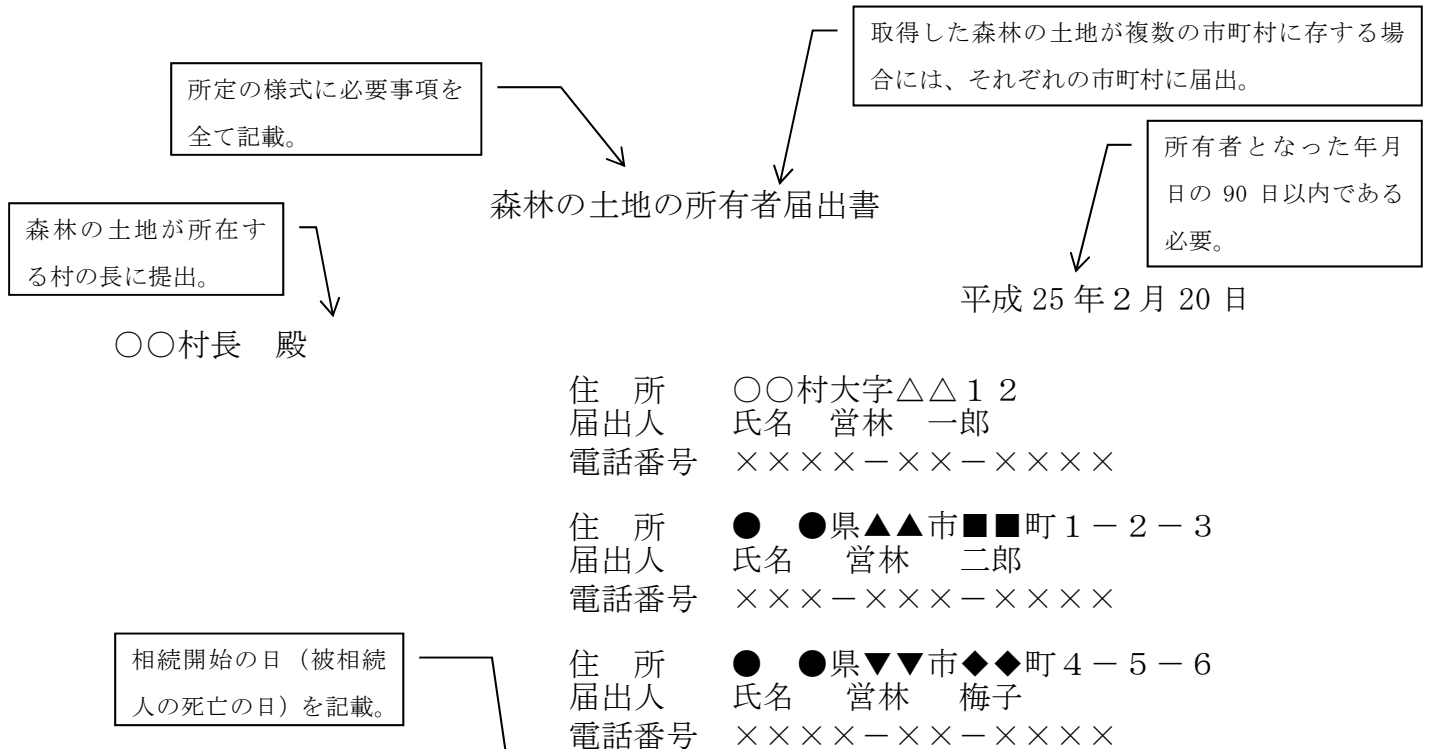 取得した森林の土地が複数の市町村に存する場
合には、それぞれの市町村に届出。
所定の様式に必要事項を
全て記載。
所有者となった年月
日の 90 日以内である
必要。
森林の土地の所有者届出書
森林の土地が所在す
る村の長に提出。
平成 25 年２月 20 日
○○村長　殿
住　所　○○村大字△△１２
届出人　氏名　営林　一郎
電話番号　××××－××－××××
住　所　●　●県▲▲市■■町１－２－３
届出人　氏名　営林　二郎
電話番号　×××－×××－××××
相続開始の日（被相続
人の死亡の日）を記載。
住　所　●　●県▼▼市◆◆町４－５－６
届出人　氏名　営林　梅子
電話番号　××××－××－××××